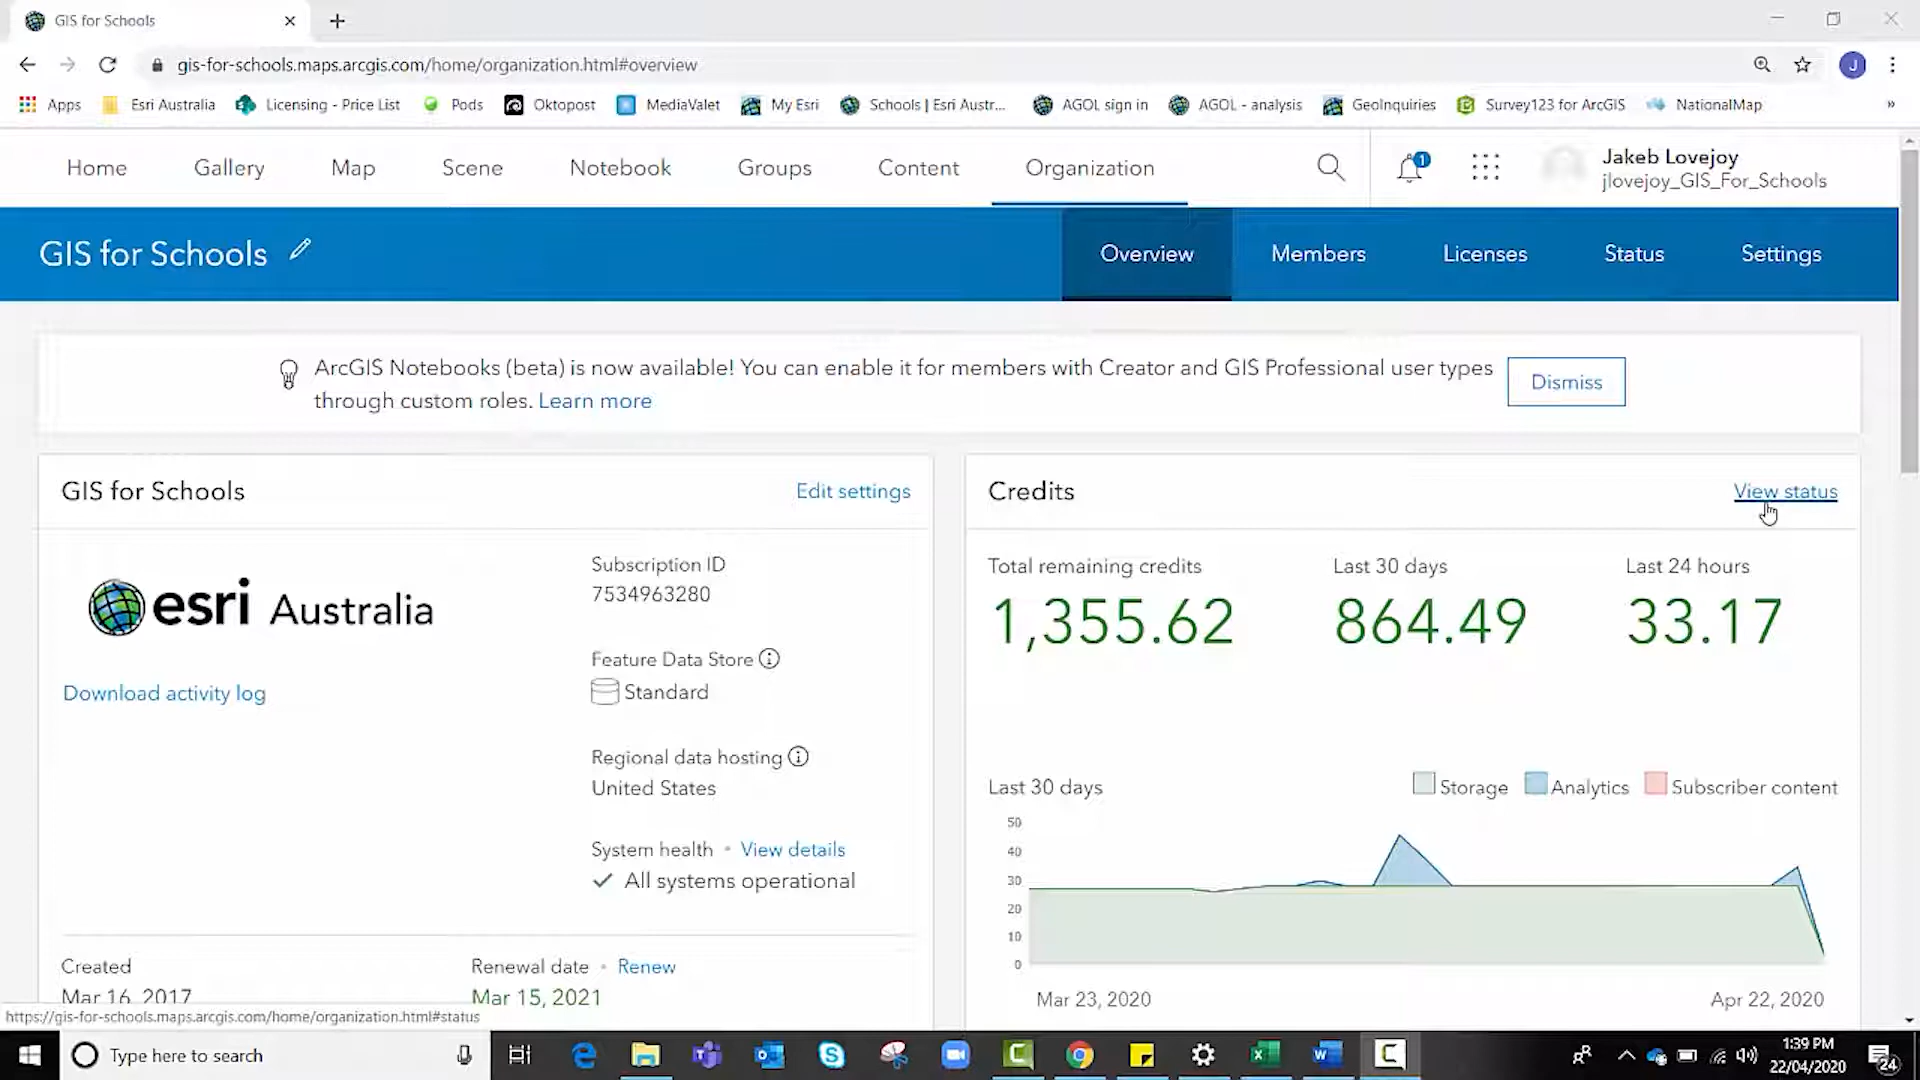 GIS for Schools
gis-for-schools.maps.arcgis.com/home/organization.html#overview
J
Apps
Esri Australia
Licensing - Price List
Pods
Oktopost
MediaValet
My Esri
Schools | Esri Austr...
AGOL sign in
AGOL - analysis
GeoInquiries
Survey123 for ArcGIS
NationalMap
»
Home
Gallery
Map
Scene
Notebook
Groups
Content
Organization
1
Jakeb Lovejoy
jlovejoy_GIS_For_Schools
GIS for Schools
Overview
Members
Licenses
Status
Settings
ArcGIS Notebooks (beta) is now available! You can enable it for members with Creator and GIS Professional user types
through custom roles. Learn more
Dismiss
GIS for Schools
Edit settings
esri Australia
Download activity log
Subscription ID
7534963280
Feature Data Store
Standard
Regional data hosting
United States
System health • View details
All systems operational
Created
Mar 16, 2017
Renewal date • Renew
Mar 15, 2021
Credits
View status
Total remaining credits
1,355.62
Last 30 days
864.49
Last 24 hours
33.17
Last 30 days
Storage
Analytics
Subscriber content
50
40
30
20
10
0
Mar 23, 2020
Apr 22, 2020
https://gis-for-schools.maps.arcgis.com/home/organization.html#status
Type here to search
1:39 PM
22/04/2020
24